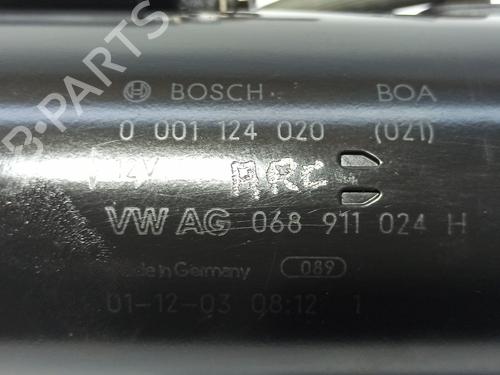 BOSCH BOA
0 001 124 020 (021)
12V ARC
VW AG 068 911 024 H
Made in Germany 089
01-12-03 08:12 1
B-PARTS